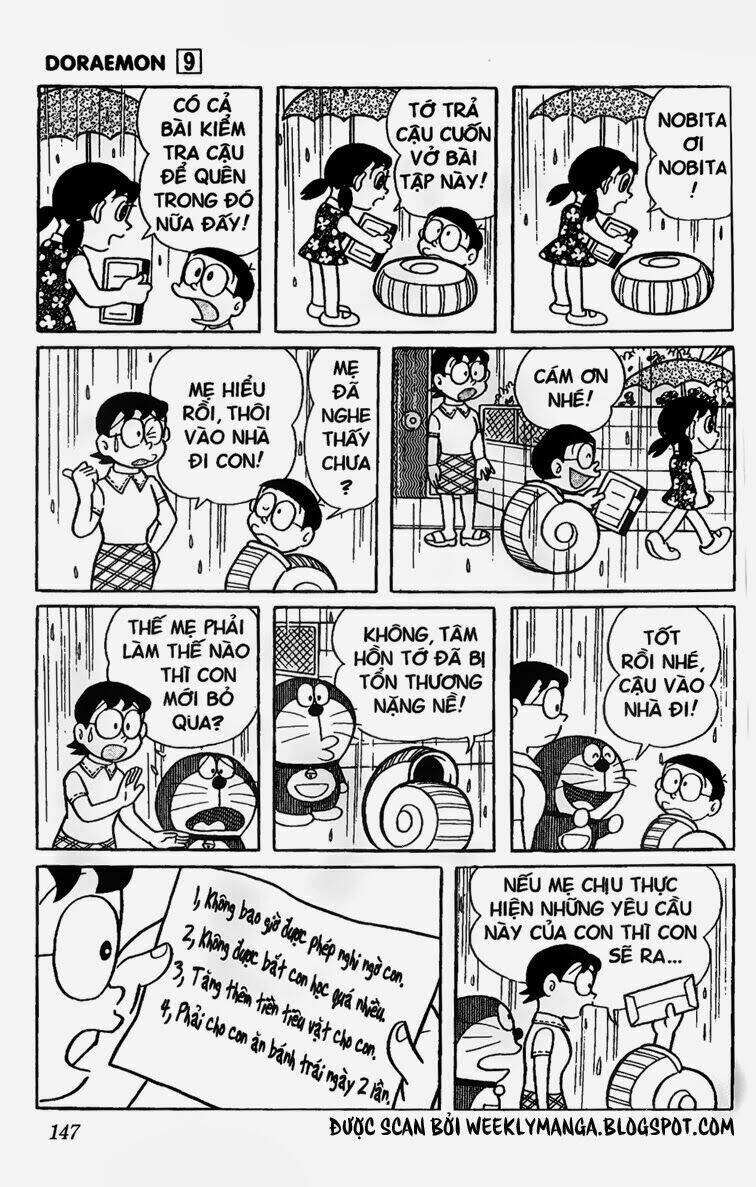 DORAEMON 9
NOBITA
ƠI
NOBITA
!
TỚ TRẢ
CẬU CUỐN
VỞ BÀI
TẬP NÀY!
CÓ CẢ
BÀI KIỂM
TRA CẬU
ĐỂ QUÊN
TRONG ĐÓ
NỮA ĐẤY!
CÁM ƠN
NHÉ!
MẸ
ĐÃ
NGHE
THẤY
CHƯA
?
MẸ HIỂU
RỒI, THÔI
VÀO NHÀ
ĐI CON!
TỐT
RỒI NHÉ,
CẬU VÀO
NHÀ ĐI!
KHÔNG, TÂM
HỒN TỚ ĐÃ BỊ
TỔN THƯƠNG
NẶNG NỀ!
THẾ MẸ PHẢI
LÀM THẾ NÀO
THÌ CON
MỚI BỎ
QUA?
NẾU MẸ CHỊU THỰC
HIỆN NHỮNG YÊU CẦU
NÀY CỦA CON THÌ CON
SẼ RA...
1, Không bao giờ được phép nghi ngờ con.
2, Không được bắt con học quá nhiều.
3, Tăng thêm tiền tiêu vặt cho con.
4, Phải cho con ăn bánh trái ngày 2 lần.
147
ĐƯỢC SCAN BỞI WEEKLYMANGA.BLOGSPOT.COM